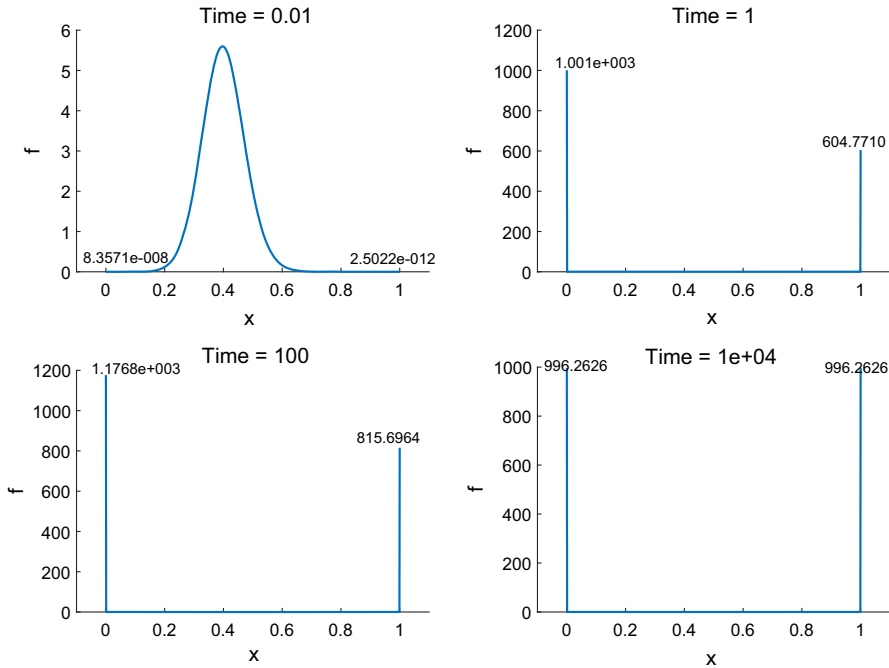 Time = 0.01
6
5
4
3
2
1
0
f
8.3571e-008
2.5022e-012
0 0.2 0.4 0.6 0.8 1
x
Time = 1
1200
1000
800
600
400
200
0
f
1.001e+003
604.7710
0 0.2 0.4 0.6 0.8 1
x
Time = 100
1200
1000
800
600
400
200
0
f
1.1768e+003
815.6964
0 0.2 0.4 0.6 0.8 1
x
Time = 1e+04
1000
800
600
400
200
0
f
996.2626
996.2626
0 0.2 0.4 0.6 0.8 1
x